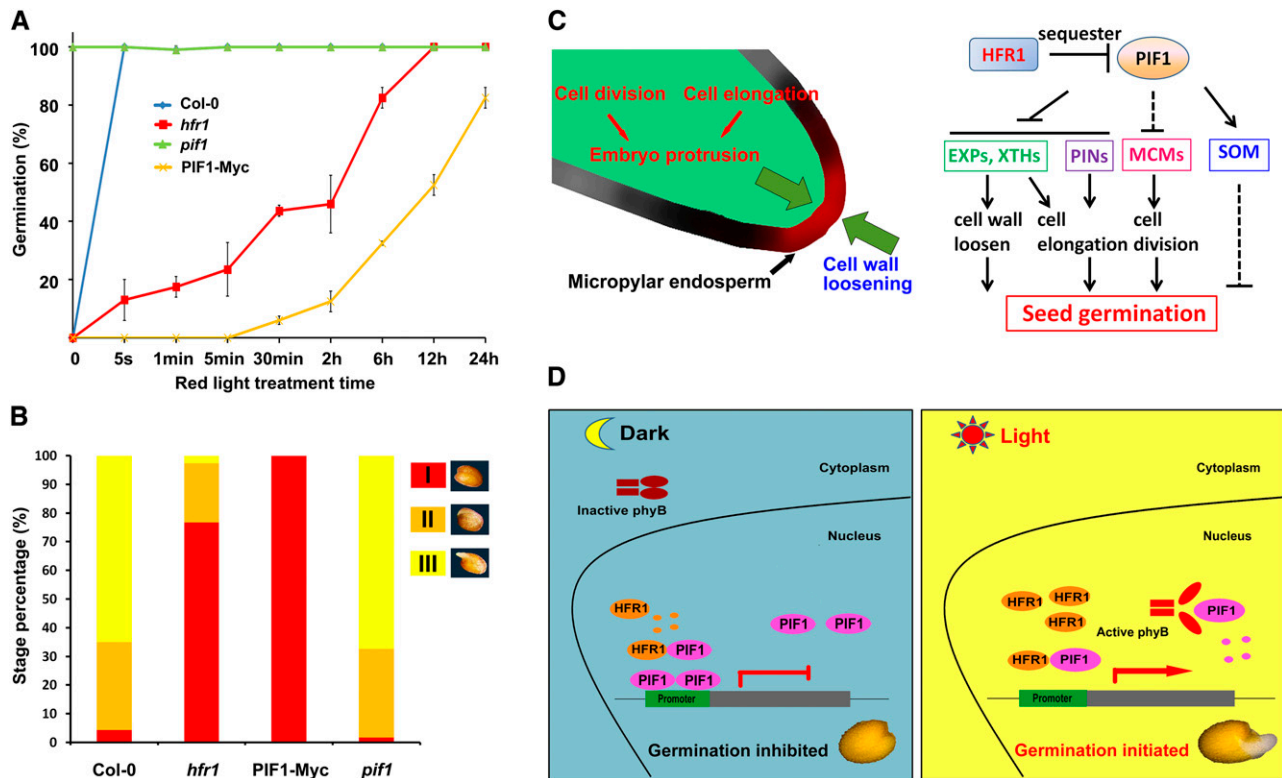 A
Germination (%)
100
80
60
40
20
Col-0
hfr1
pif1
PIF1-Myc
0
5s
1min
5min
30min
2h
6h
12h
24h
Red light treatment time
B
Stage percentage (%)
100
90
80
70
60
50
40
30
20
10
0
I
II
III
Col-0
hfr1
PIF1-Myc
pif1
C
Cell division
Cell elongation
Embryo protrusion
Micropylar endosperm
Cell wall
loosening
HFR1
sequester
PIF1
EXPs, XTHs
PINs
MCMs
SOM
cell wall
loosen
cell
elongation
cell
division
Seed germination
D
Dark
Cytoplasm
Inactive phyB
Nucleus
HFR1
PIF1
PIF1
HFR1
PIF1
PIF1
PIF1
Promoter
Germination inhibited
Light
Cytoplasm
Nucleus
HFR1
HFR1
HFR1
PIF1
Active phyB
HFR1
PIF1
Promoter
Germination initiated